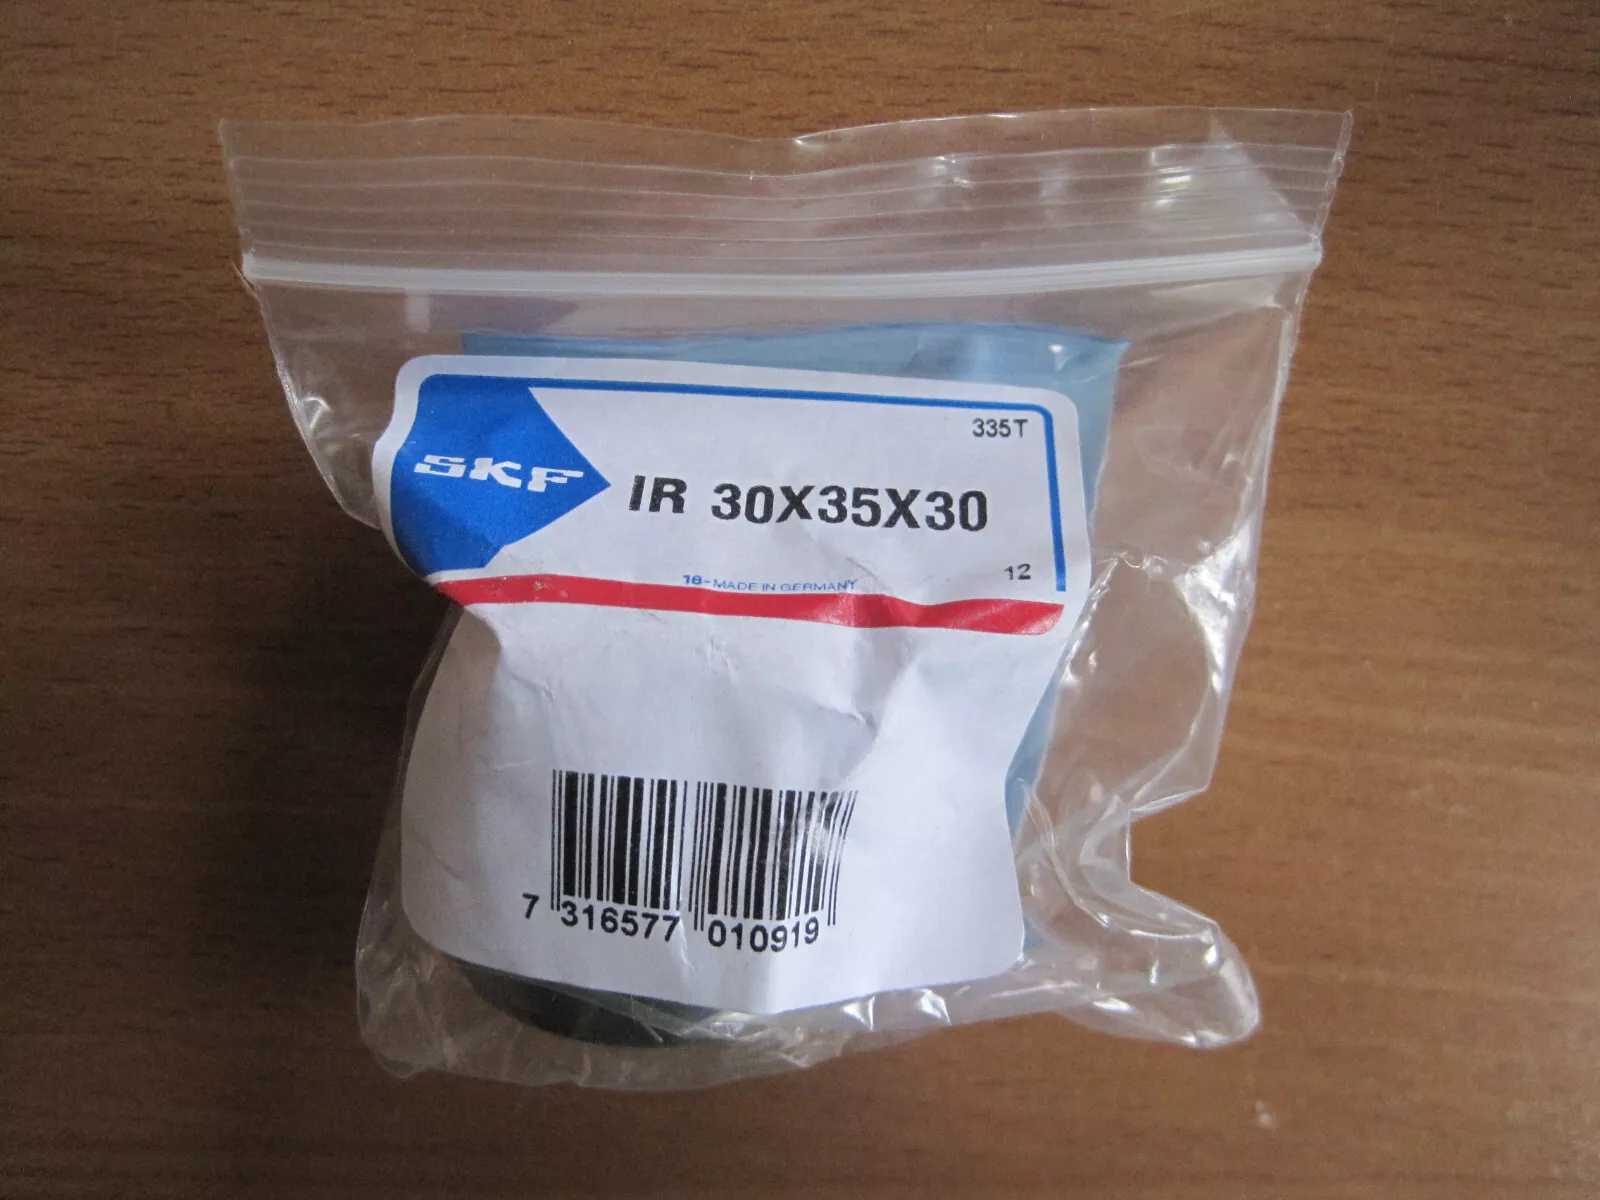 335T
SKF
IR 30X35X30
12
18-MADE IN GERMANY
7 316577 010919